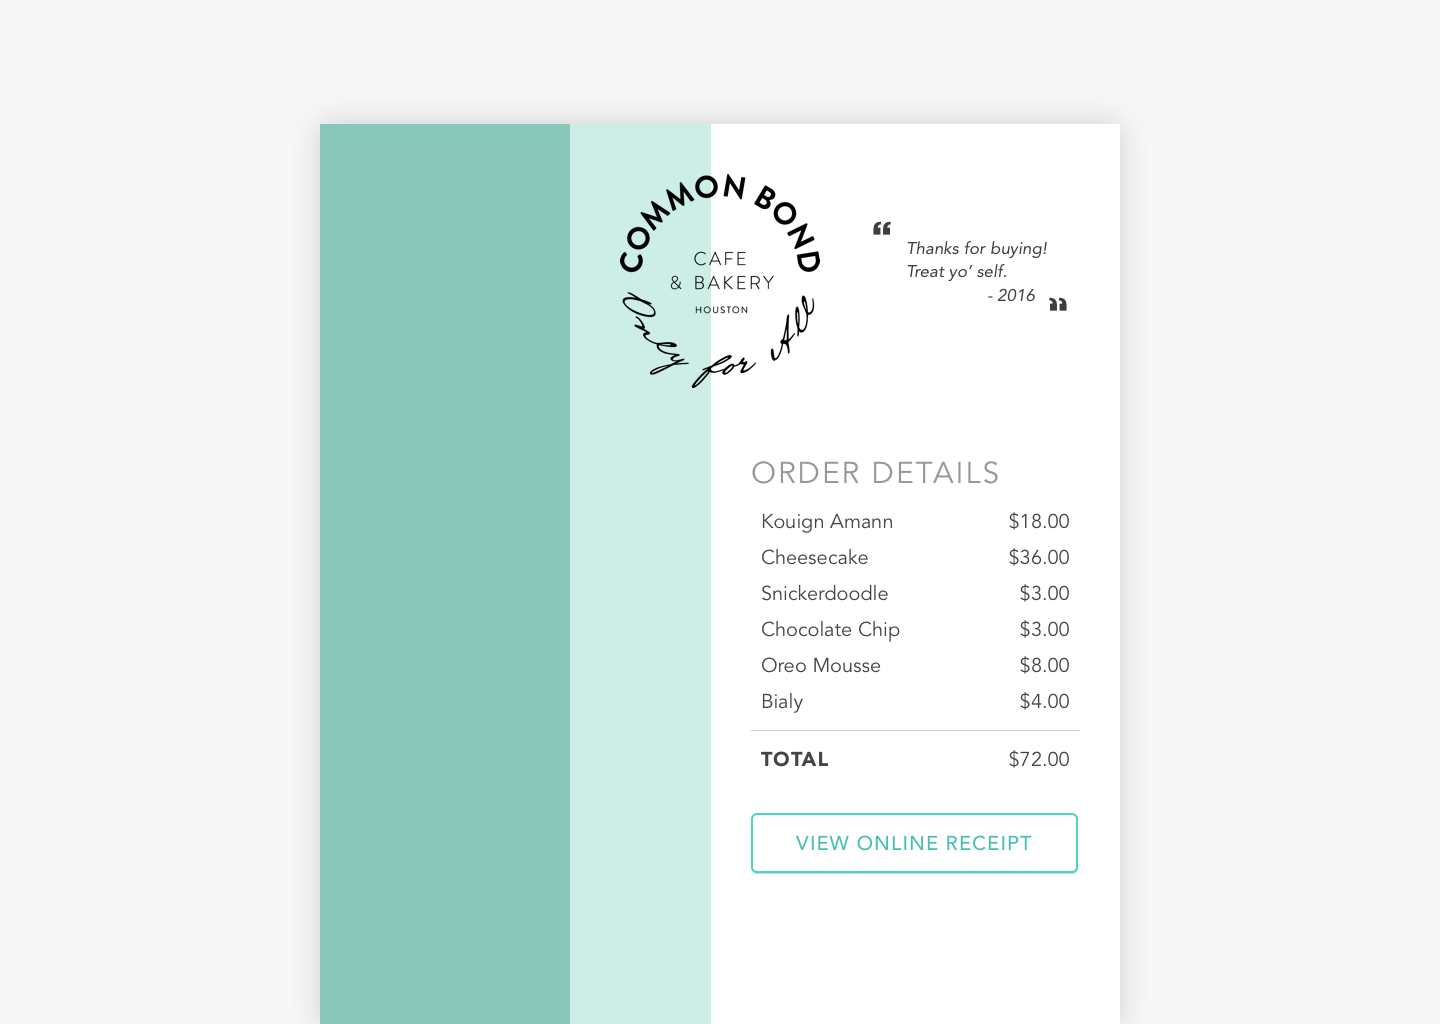 COMMON BOND
CAFE
& BAKERY
HOUSTON
Only for All
“
Thanks for buying!
Treat yo’ self.
- 2016
”
ORDER DETAILS
Kouign Amann $18.00
Cheesecake $36.00
Snickerdoodle $3.00
Chocolate Chip $3.00
Oreo Mousse $8.00
Bialy $4.00
TOTAL $72.00
VIEW ONLINE RECEIPT